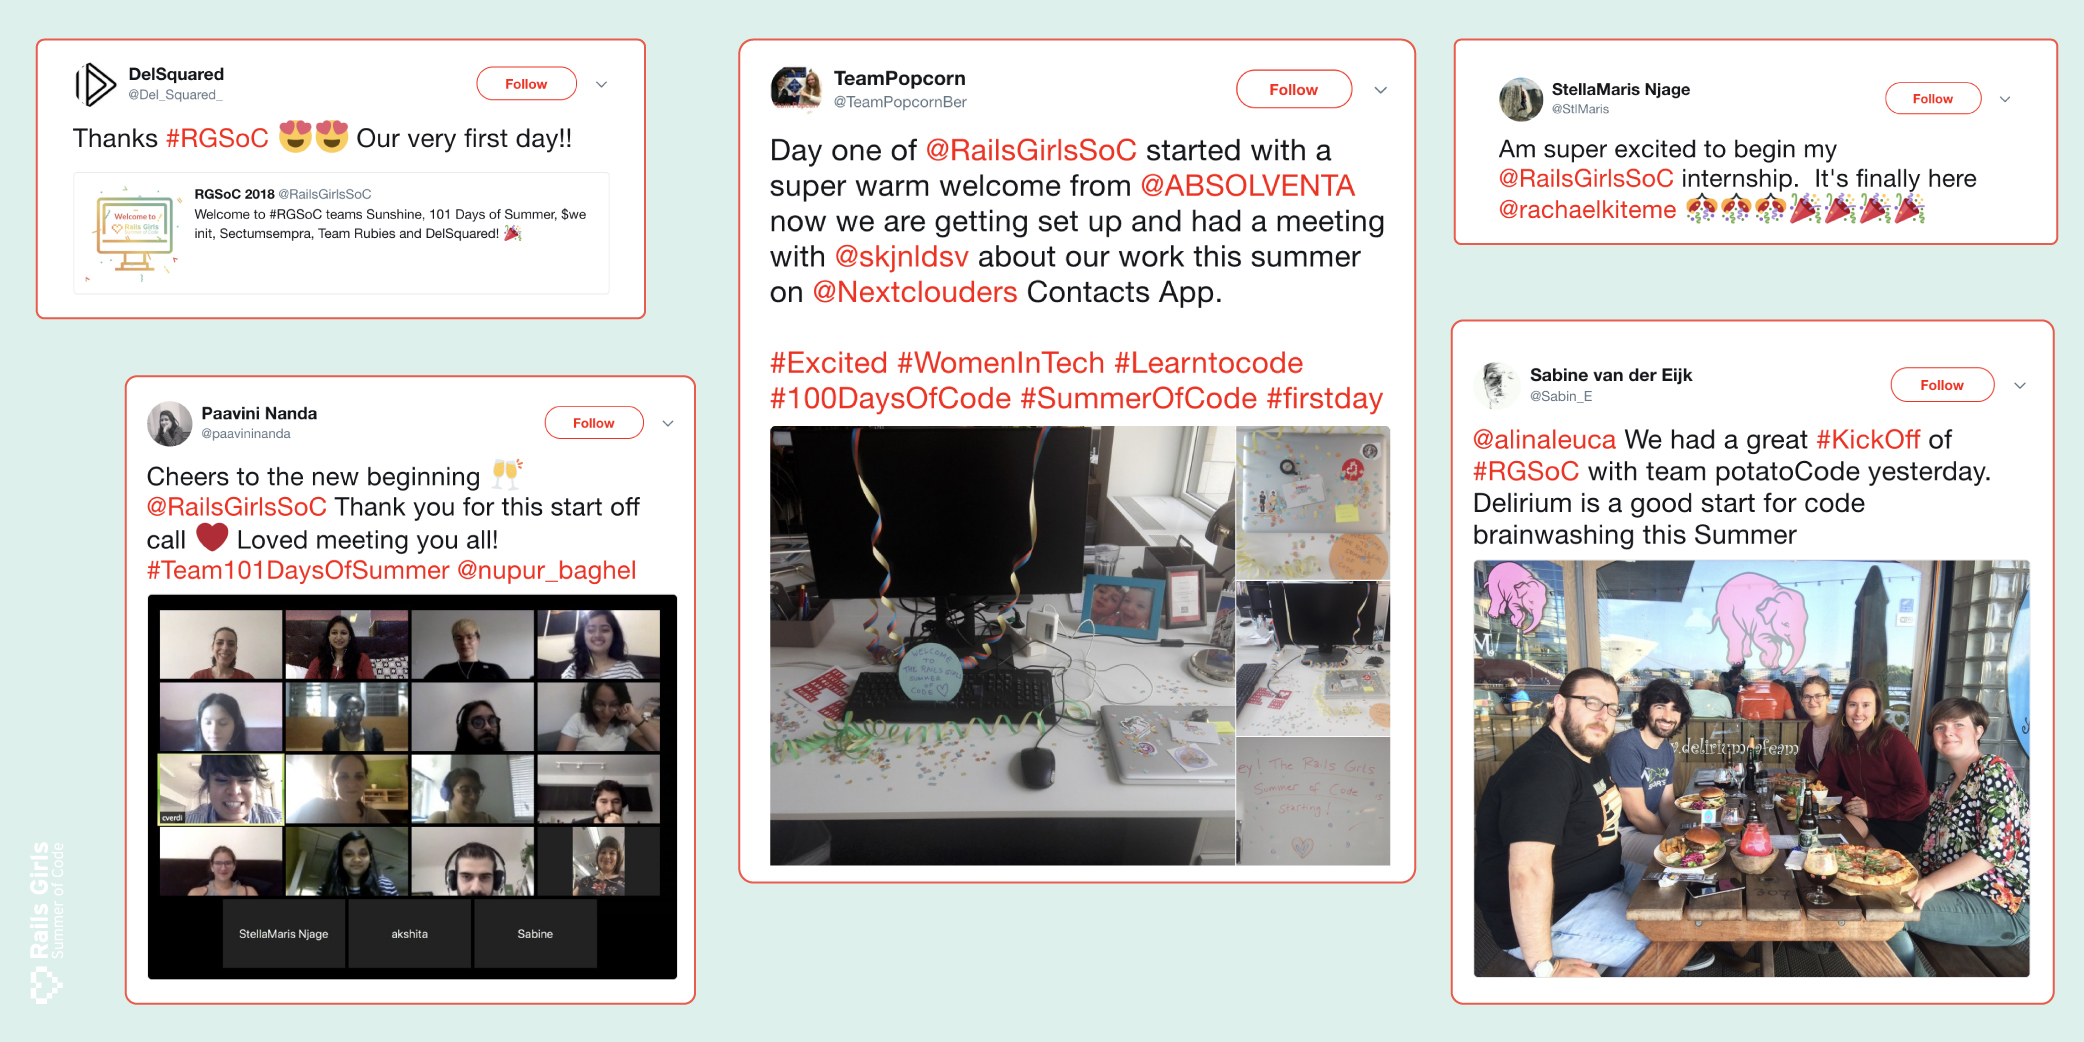 DelSquared
@Del_Squared_
Follow
Thanks #RGSoC 😍😍 Our very first day!!
RGSoC 2018 @RailsGirlsSoC
Welcome to #RGSoC teams Sunshine, 101 Days of Summer, $we
init, Sectumsempra, Team Rubies and DelSquared! 🎉
Welcome to
Rails Girls
Summer of Code
Paavini Nanda
@paavininanda
Follow
Cheers to the new beginning 🥂
@RailsGirlsSoC Thank you for this start off
call ❤️ Loved meeting you all!
#Team101DaysOfSummer @nupur_baghel
cverdi
StellaMaris Njage
akshita
Sabine
TeamPopcorn
@TeamPopcornBer
Follow
Day one of @RailsGirlsSoC started with a
super warm welcome from @ABSOLVENTA
now we are getting set up and had a meeting
with @skjnldsv about our work this summer
on @Nextclouders Contacts App.
#Excited #WomenInTech #Learntocode
#100DaysOfCode #SummerOfCode #firstday
WELCOME
TO
THE RAILS GIRLS
SUMMER OF
CODE
ey! The Rails Girls
Summer of Code
starting!
StellaMaris Njage
@StlMaris
Follow
Am super excited to begin my
@RailsGirlsSoC internship. It's finally here
@rachaelkiteme 🎊🎊🎊🎉🎉🎉🎉
Sabine van der Eijk
@Sabin_E
Follow
@alinaleuca We had a great #KickOff of
#RGSoC with team potatoCode yesterday.
Delirium is a good start for code
brainwashing this Summer
Rails Girls
Summer of Code